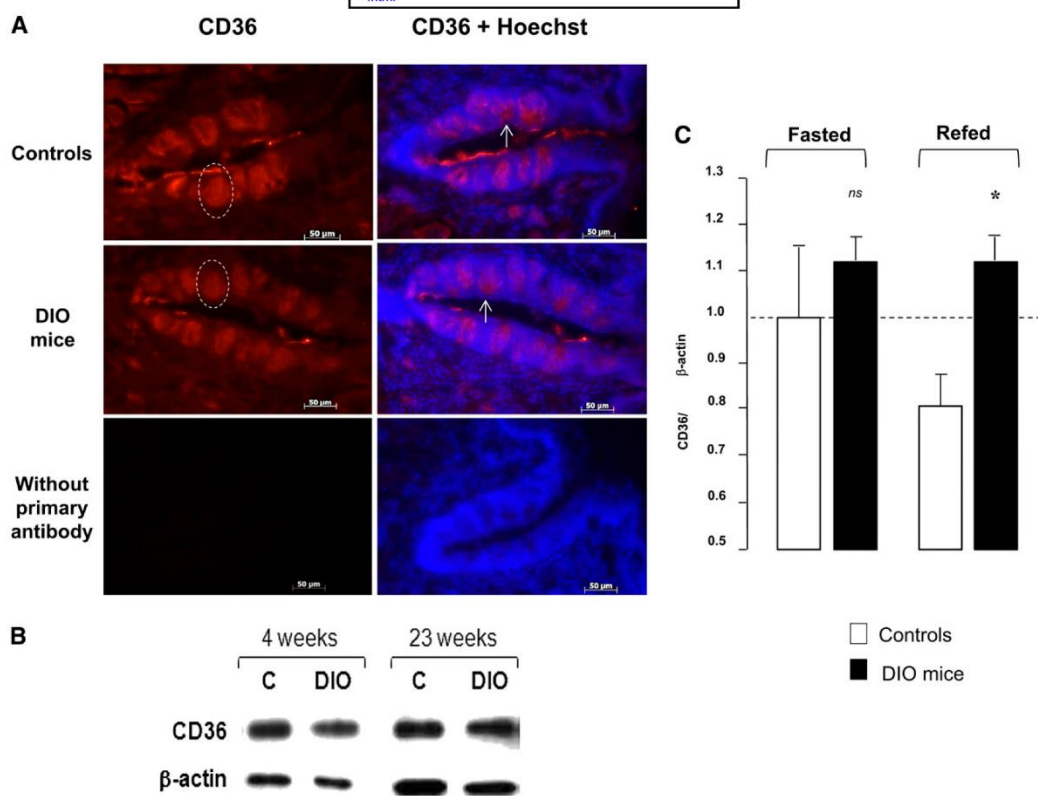 A
CD36
CD36 + Hoechst
Controls
50 µm
50 µm
DIO
mice
50 µm
50 µm
Without
primary
antibody
50 µm
50 µm
B
4 weeks
23 weeks
C
DIO
C
DIO
CD36
β-actin
C
Fasted
Refed
1.3
1.2
1.1
1.0
0.9
0.8
0.7
0.6
0.5
CD36/
β-actin
ns
*
Controls
DIO mice